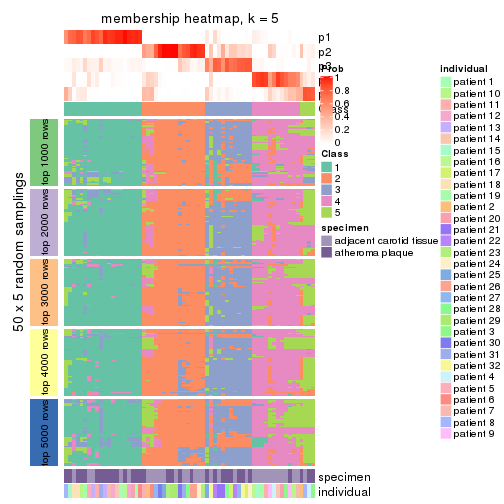 membership heatmap, k = 5
p1
p2
Prob
1
0.8
0.6
0.4
0.2
0
Class
1
2
3
4
5
specimen
adjacent carotid tissue
atheroma plaque
individual
patient 1
patient 10
patient 11
patient 12
patient 13
patient 14
patient 15
patient 16
patient 17
patient 18
patient 19
patient 2
patient 20
patient 21
patient 22
patient 23
patient 24
patient 25
patient 26
patient 27
patient 28
patient 29
patient 3
patient 30
patient 31
patient 32
patient 4
patient 5
patient 6
patient 7
patient 8
patient 9
50 x 5 random samplings
top 1000 rows
top 2000 rows
top 3000 rows
top 4000 rows
top 5000 rows
specimen
individual